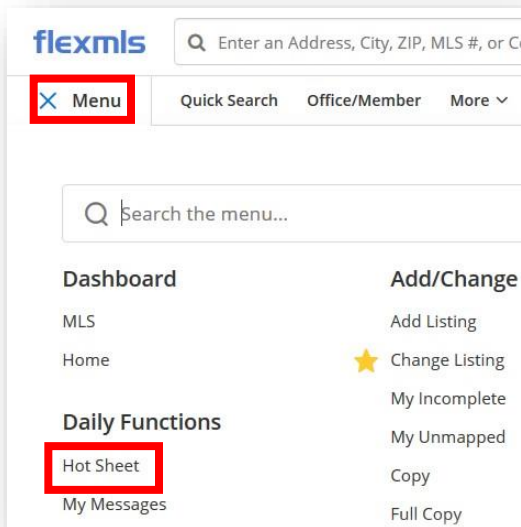 flexmls
Enter an Address, City, ZIP, MLS #, or
Menu Quick Search Office/Member More
Search the menu...
Dashboard
MLS
Home
Daily Functions
Hot Sheet
My Messages
Add/Change
Add Listing
Change Listing
My Incomplete
My Unmapped
Copy
Full Copy